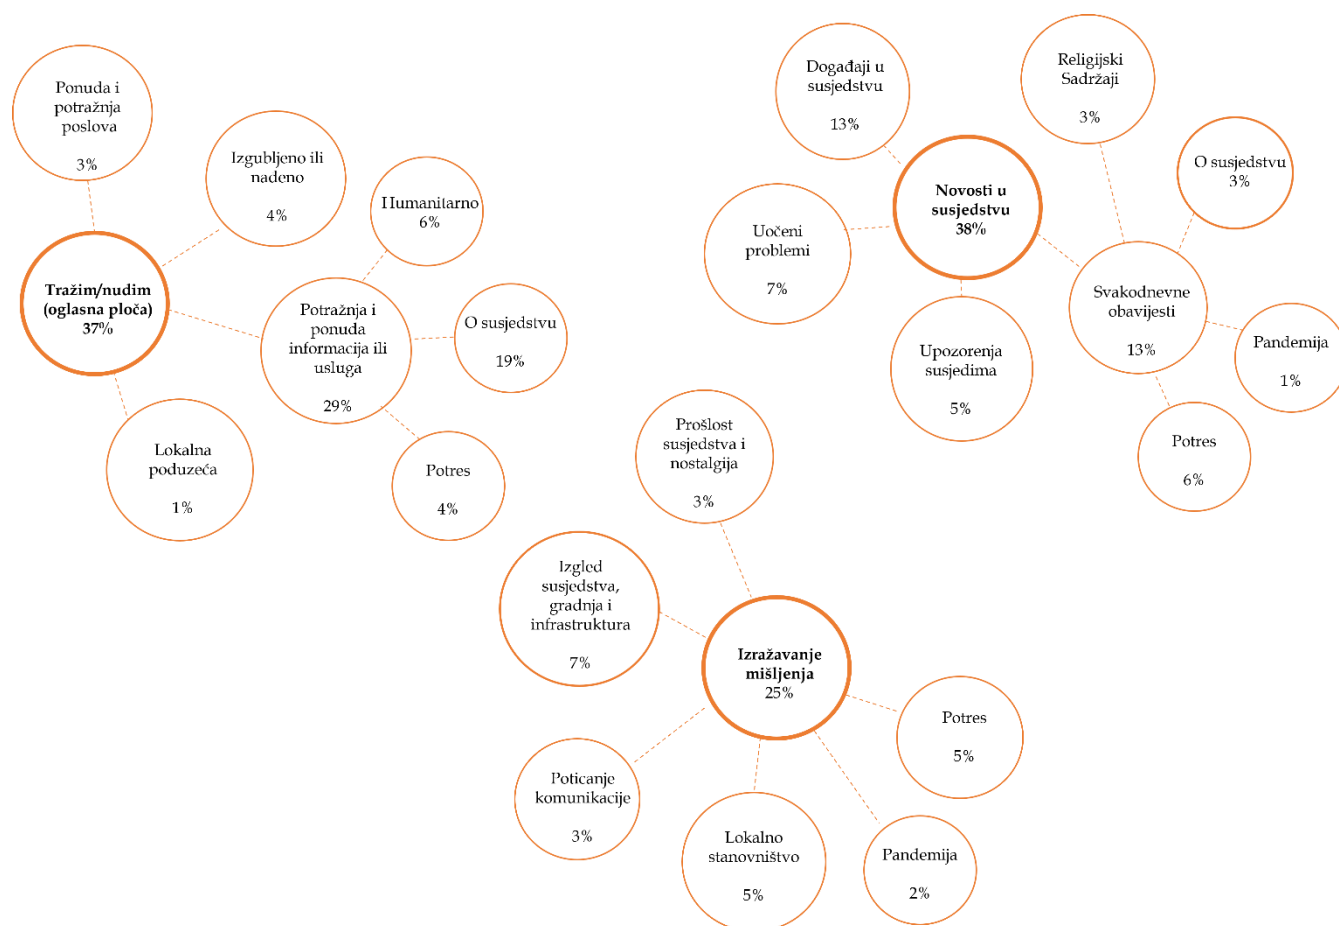 Ponuda i
potražnja
poslova
3%
Izgubljeno ili
nađeno
4%
Humanitarno
6%
Tražim/nudim
(oglasna ploča)
37%
Potražnja i
ponuda
informacija ili
usluga
29%
O susjedstvu
19%
Lokalna
poduzeća
1%
Potres
4%
Događaji u
susjedstvu
13%
Religijski
Sadržaji
3%
O susjedstvu
3%
Novosti u
susjedstvu
38%
Uočeni
problemi
7%
Svakodnevne
obavijesti
13%
Upozorenja
susjedima
5%
Pandemija
1%
Potres
6%
Prošlost
susjedstva i
nostalgija
3%
Izgled
susjedstva,
gradnja i
infrastruktura
7%
Izražavanje
mišljenja
25%
Potres
5%
Poticanje
komunikacije
3%
Lokalno
stanovništvo
5%
Pandemija
2%